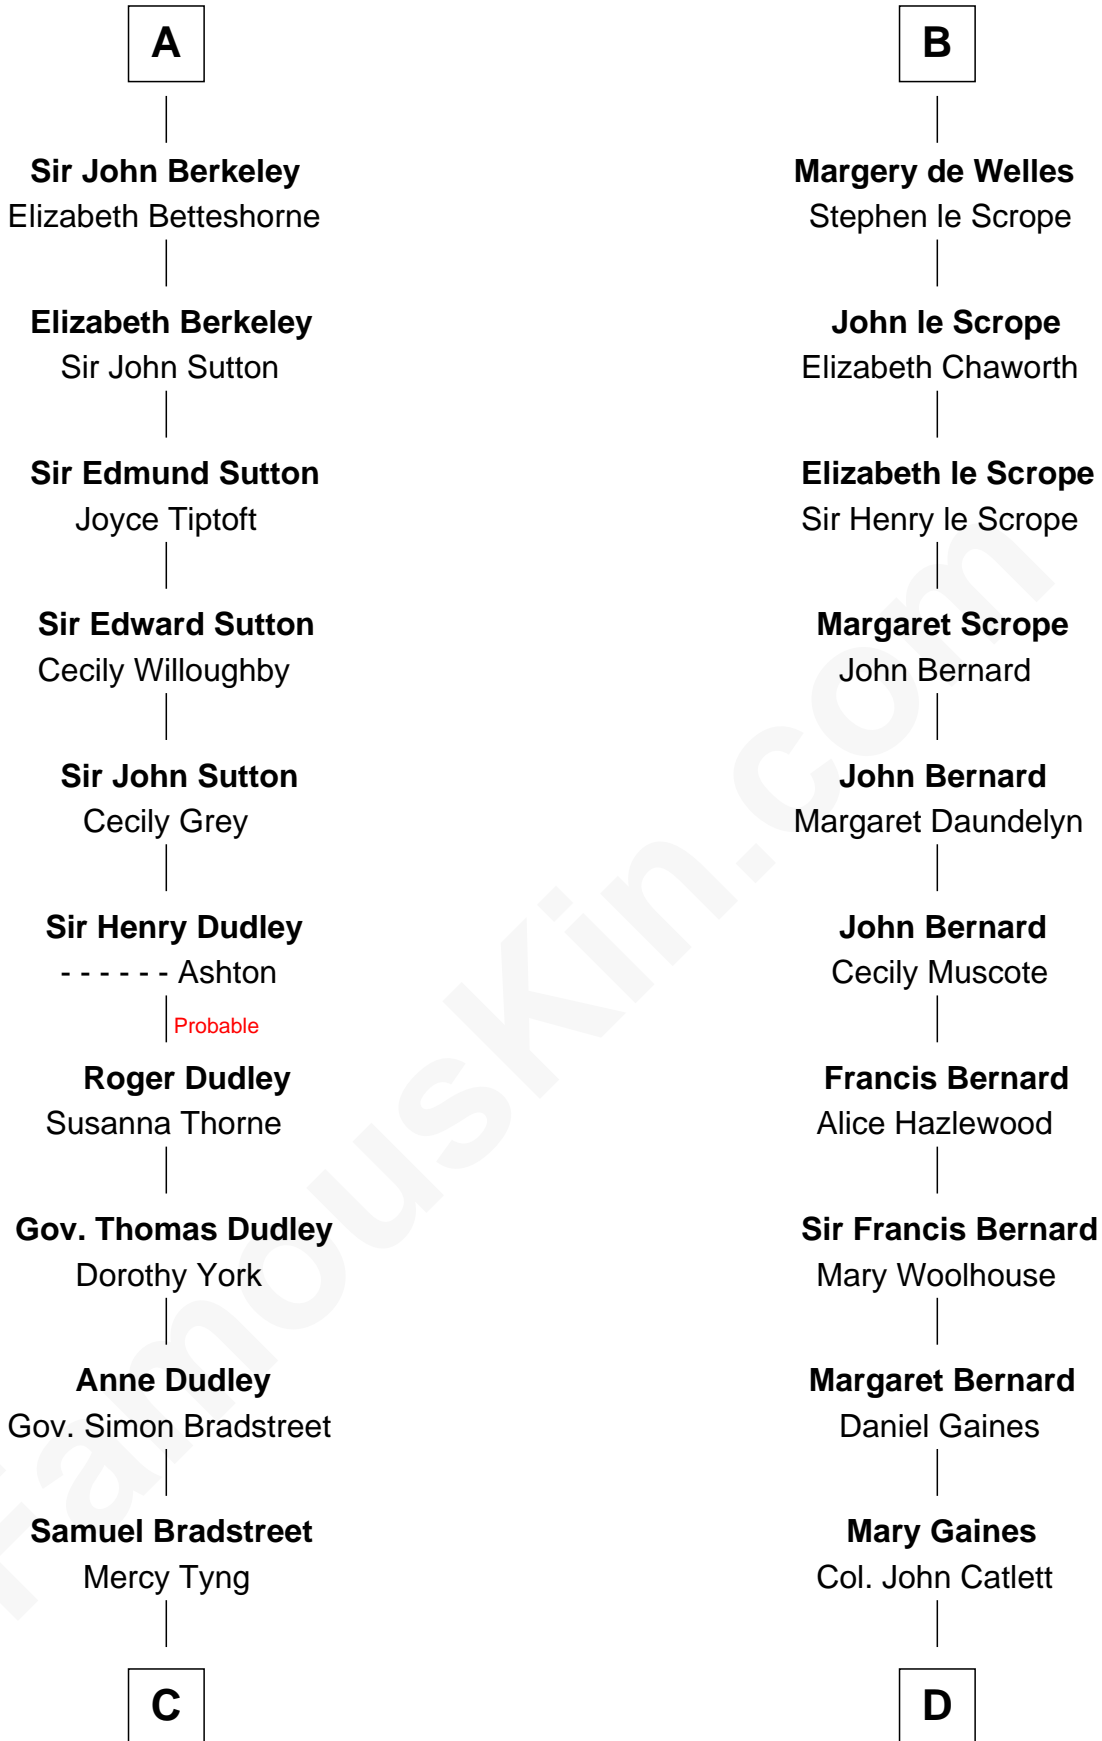 A
Sir John Berkeley
Elizabeth Betteshorne
Elizabeth Berkeley
Sir John Sutton
Sir Edmund Sutton
Joyce Tiptoft
Sir Edward Sutton
Cecily Willoughby
Sir John Sutton
Cecily Grey
Sir Henry Dudley
- - - - - - Ashton
Probable
Roger Dudley
Susanna Thorne
Gov. Thomas Dudley
Dorothy York
Anne Dudley
Gov. Simon Bradstreet
Samuel Bradstreet
Mercy Tyng
C
B
Margery de Welles
Stephen le Scrope
John le Scrope
Elizabeth Chaworth
Elizabeth le Scrope
Sir Henry le Scrope
Margaret Scrope
John Bernard
John Bernard
Margaret Daundelyn
John Bernard
Cecily Muscote
Francis Bernard
Alice Hazlewood
Sir Francis Bernard
Mary Woolhouse
Margaret Bernard
Daniel Gaines
Mary Gaines
Col. John Catlett
D
FamousKin.com